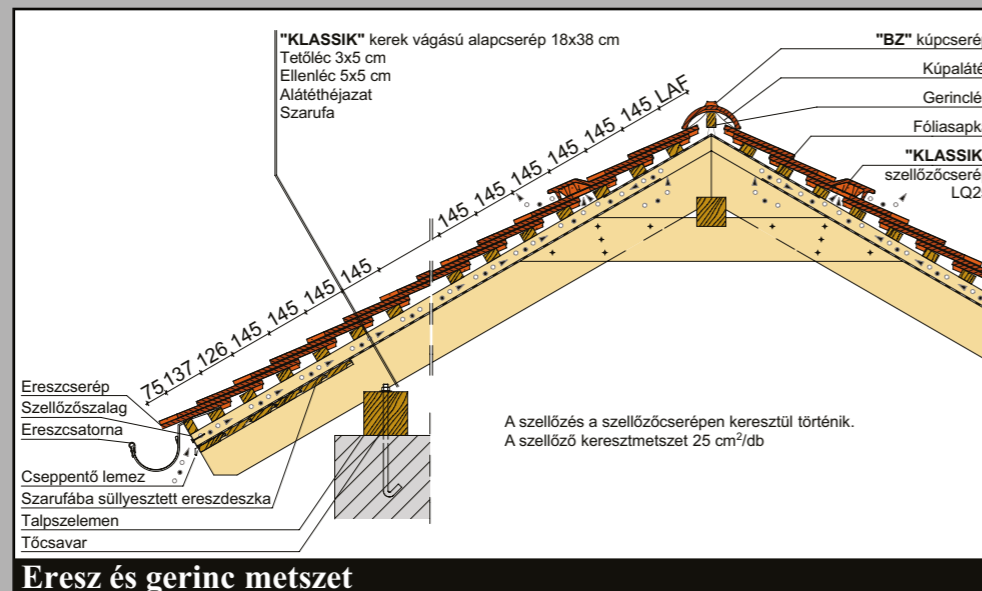 "KLASSIK" kerek vágású alapcserép 18x38 cm
Tetőléc 3x5 cm
Ellenléc 5x5 cm
Alátéthéjazat
Szarufa
"BZ" kúpcserép
Kúpaláté
Gerinclé
Fóliasapka
"KLASSIK"
szellőzőcserép
LQ2
75 137 126 145 145 145 145 145 145 145 145 145 145 LAF
Ereszcserép
Szellőzőszalag
Ereszcsatorna
Cseppentő lemez
Szarufába süllyesztett ereszdeszka
Talpszelemen
Tőcsavar
A szellőzés a szellőzőcserépen keresztül történik.
A szellőző keresztmetszet 25 cm²/db
Eresz és gerinc metszet